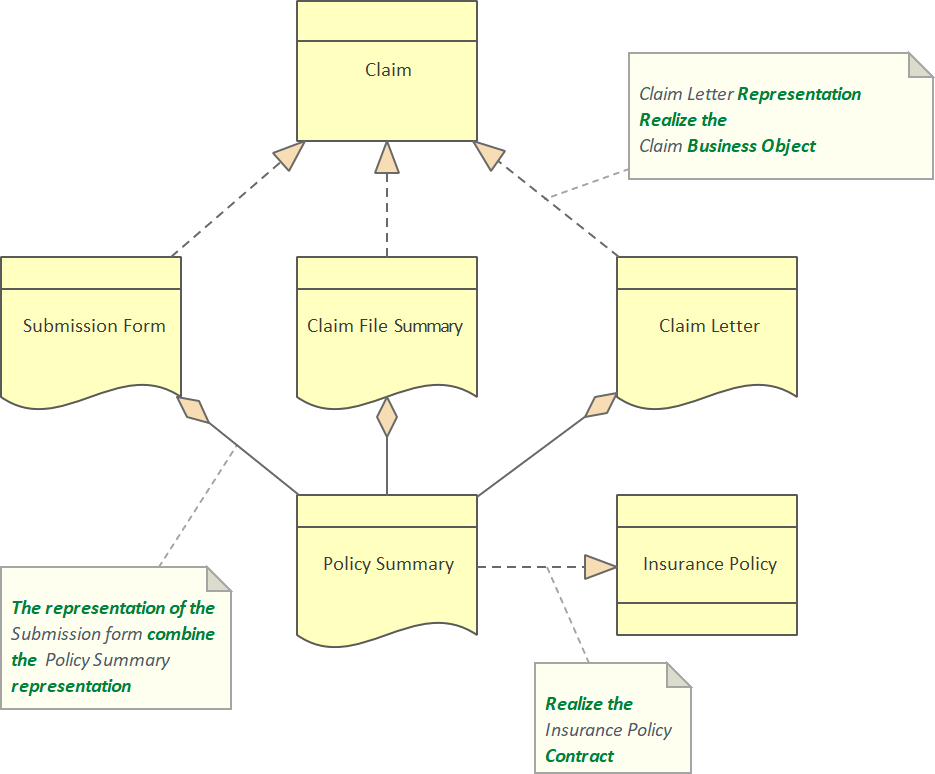 Claim
Claim Letter Representation
Realize the
Claim Business Object
Submission Form
Claim File Summary
Claim Letter
Policy Summary
Insurance Policy
The representation of the
Submission form combine
the Policy Summary
representation
Realize the
Insurance Policy
Contract